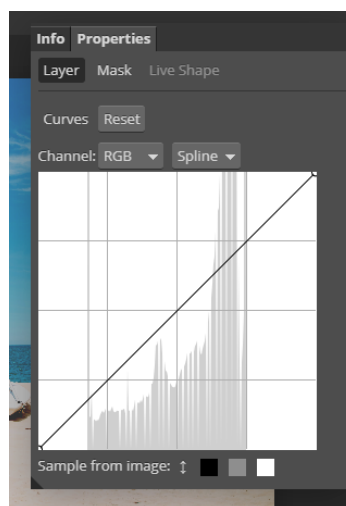 Info Properties
Layer Mask Live Shape
Curves Reset
Channel: RGB Spline
Sample from image: